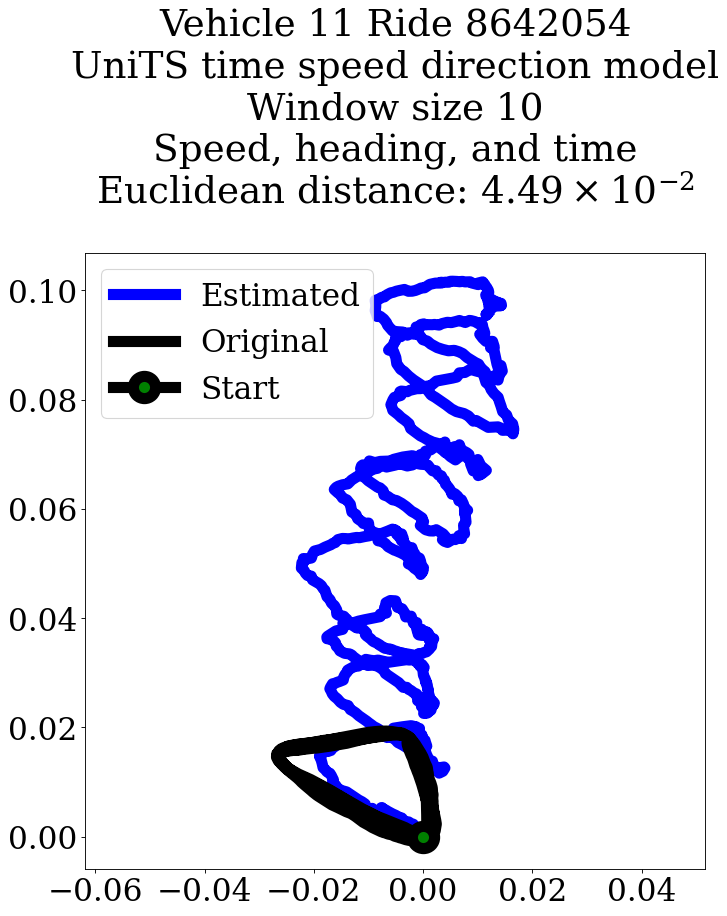 Vehicle 11 Ride 8642054
UniTS time speed direction model
Window size 10
Speed, heading, and time
Euclidean distance: 4.49 × 10⁻²
Estimated
Original
Start
0.10
0.08
0.06
0.04
0.02
0.00
−0.06 −0.04 −0.02 0.00 0.02 0.04